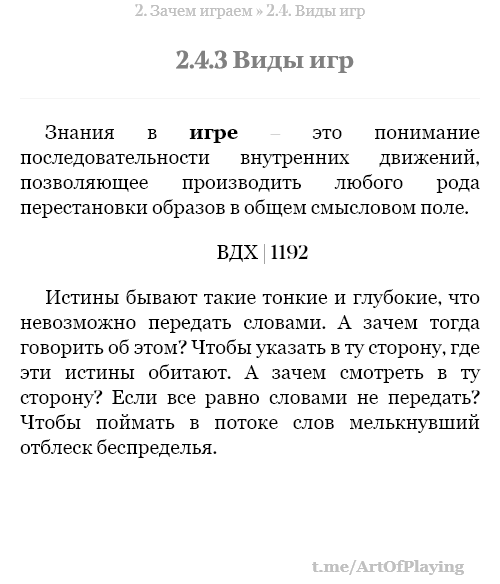 2. Зачем играем » 2.4. Виды игр
2.4.3 Виды игр
Знания в игре – это понимание
последовательности внутренних движений,
позволяющее производить любого рода
перестановки образов в общем смысловом поле.
ВДХ | 1192
Истины бывают такие тонкие и глубокие, что
невозможно передать словами. А зачем тогда
говорить об этом? Чтобы указать в ту сторону, где
эти истины обитают. А зачем смотреть в ту
сторону? Если все равно словами не передать?
Чтобы поймать в потоке слов мелькнувший
отблеск беспределья.
t.me/ArtOfPlaying